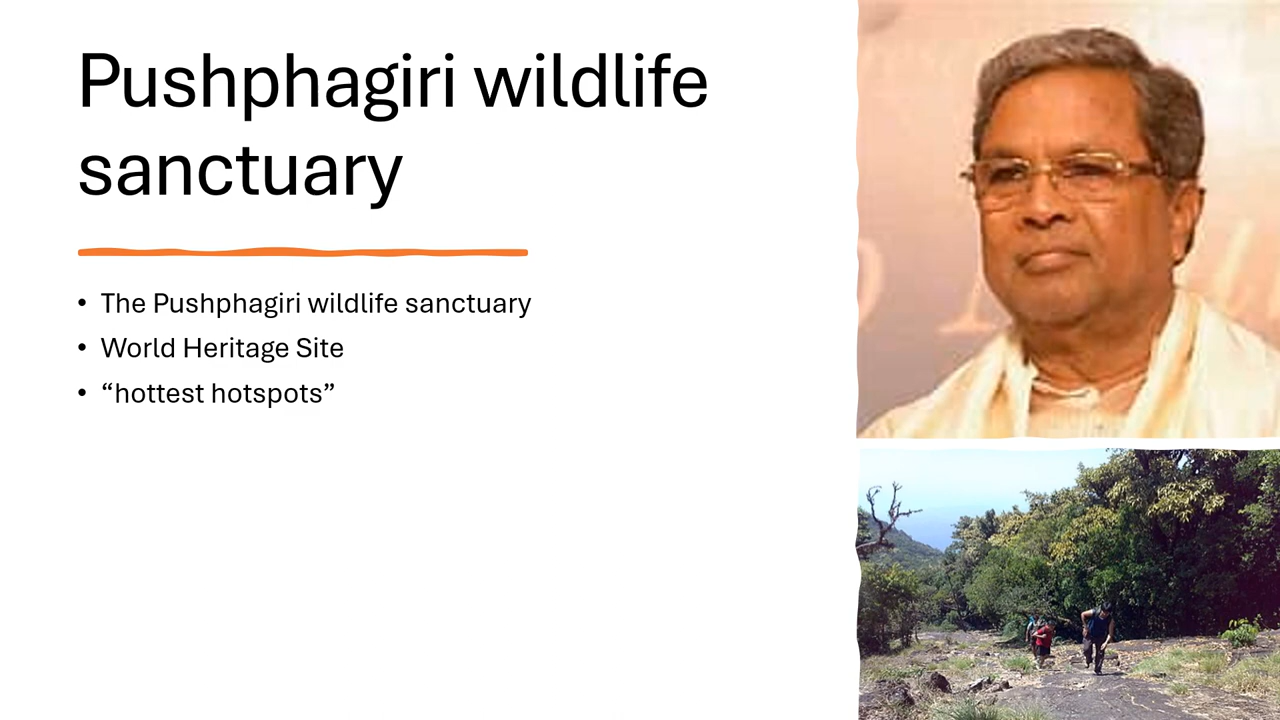 Pushphagiri wildlife
sanctuary
• The Pushphagiri wildlife sanctuary
• World Heritage Site
• “hottest hotspots”